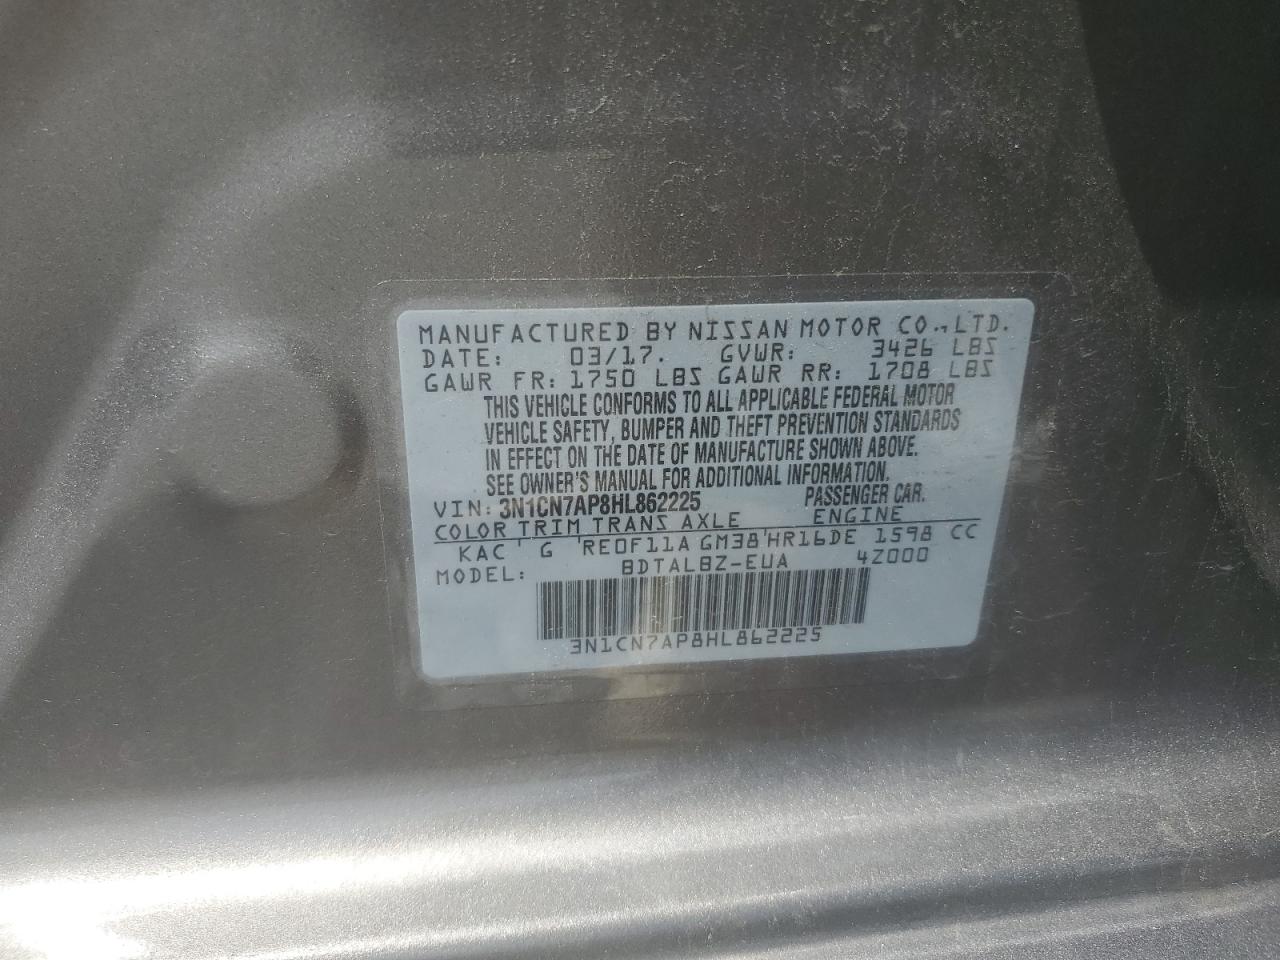 MANUFACTURED BY NISSAN MOTOR CO., LTD.
DATE: 03/17. GVWR: 3426 LBS
GAWR FR: 1750 LBS GAWR RR: 1708 LBS
THIS VEHICLE CONFORMS TO ALL APPLICABLE FEDERAL MOTOR
VEHICLE SAFETY, BUMPER AND THEFT PREVENTION STANDARDS
IN EFFECT ON THE DATE OF MANUFACTURE SHOWN ABOVE.
SEE OWNER'S MANUAL FOR ADDITIONAL INFORMATION.
VIN: 3N1CN7AP8HL862225 PASSENGER CAR.
COLOR TRIM TRANS AXLE ENGINE
KAC G RE0F11A GM38 HR16DE 1598 CC
MODEL: BDTALBZ-EUA 4Z000
3N1CN7AP8HL862225